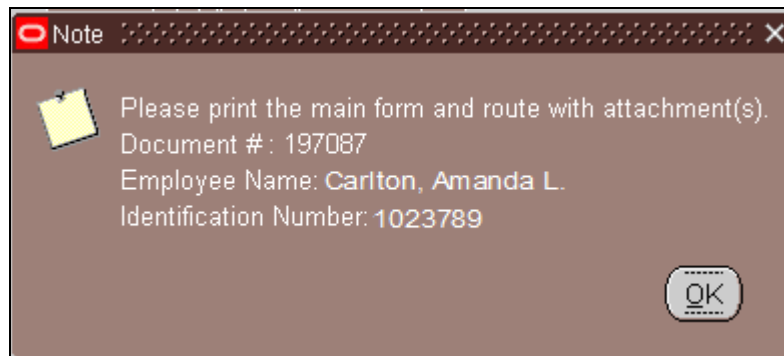 Note
Please print the main form and route with attachment(s).
Document # : 197087
Employee Name: Carlton, Amanda L.
Identification Number: 1023789
OK